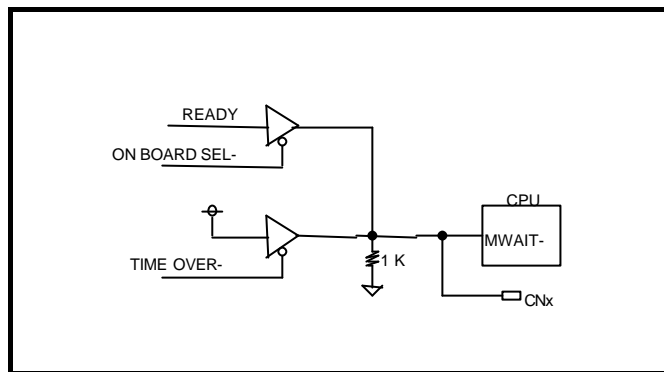 READY
ON BOARD SEL-
CPU
MWAIT-
TIME OVER-
1 K
CNx